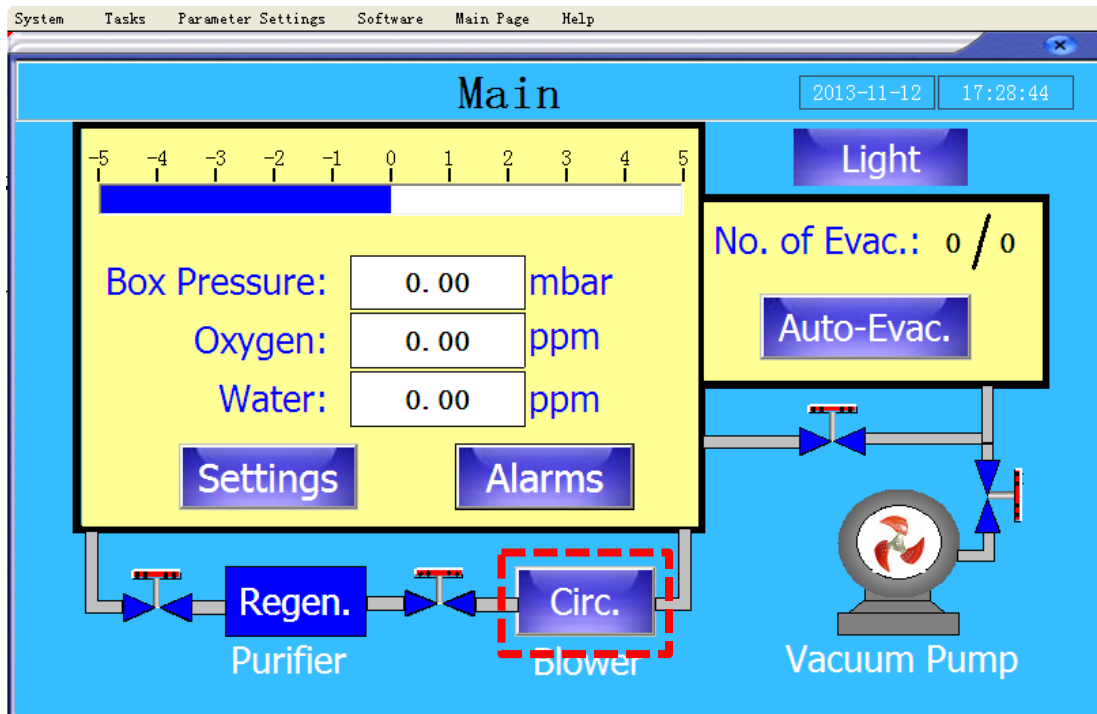 System Tasks Parameter Settings Software Main Page Help
Main
2013-11-12 17:28:44
-5 -4 -3 -2 -1 0 1 2 3 4 5
Light
No. of Evac.: 0 / 0
Auto-Evac.
Box Pressure: 0.00 mbar
Oxygen: 0.00 ppm
Water: 0.00 ppm
Settings Alarms
Regen. Circ.
Purifier Blower Vacuum Pump